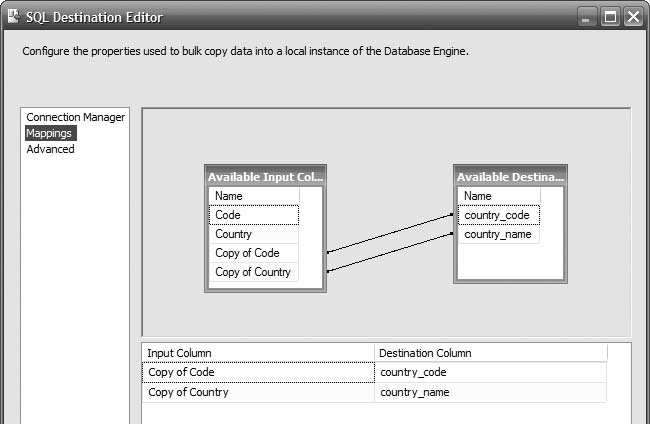 SQL Destination Editor
Configure the properties used to bulk copy data into a local instance of the Database Engine.
Connection Manager
Mappings
Advanced
Available Input Col...
Name
Code
Country
Copy of Code
Copy of Country
Available Destina...
Name
country_code
country_name
Input Column Destination Column
Copy of Code country_code
Copy of Country country_name